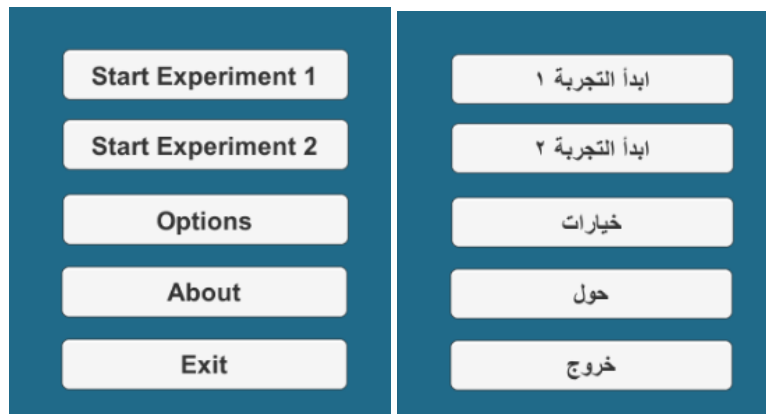 Start Experiment 1
Start Experiment 2
Options
About
Exit
ابدأ التجربة ١
ابدأ التجربة ٢
خيارات
حول
خروج